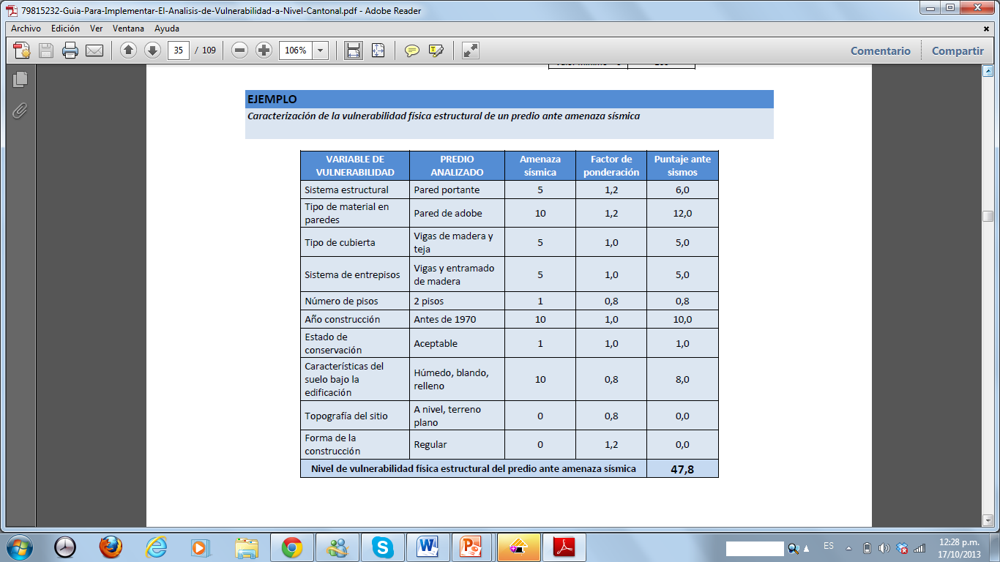 79815232-Guia-Para-Implementar-El-Analisis-de-Vulnerabilidad-a-Nivel-Cantonal.pdf - Adobe Reader
Archivo Edición Ver Ventana Ayuda
35 / 109 106% Comentario Compartir
EJEMPLO
Caracterización de la vulnerabilidad física estructural de un predio ante amenaza sísmica
VARIABLE DE VULNERABILIDAD PREDIO ANALIZADO Amenaza sísmica Factor de ponderación Puntaje ante sismos
Sistema estructural Pared portante 5 1,2 6,0
Tipo de material en paredes Pared de adobe 10 1,2 12,0
Tipo de cubierta Vigas de madera y teja 5 1,0 5,0
Sistema de entrepisos Vigas y entramado de madera 5 1,0 5,0
Número de pisos 2 pisos 1 0,8 0,8
Año construcción Antes de 1970 10 1,0 10,0
Estado de conservación Aceptable 1 1,0 1,0
Características del suelo bajo la edificación Húmedo, blando, relleno 10 0,8 8,0
Topografía del sitio A nivel, terreno plano 0 0,8 0,0
Forma de la construcción Regular 0 1,2 0,0
Nivel de vulnerabilidad física estructural del predio ante amenaza sísmica 47,8
ES
12:28 p.m.
17/10/2013